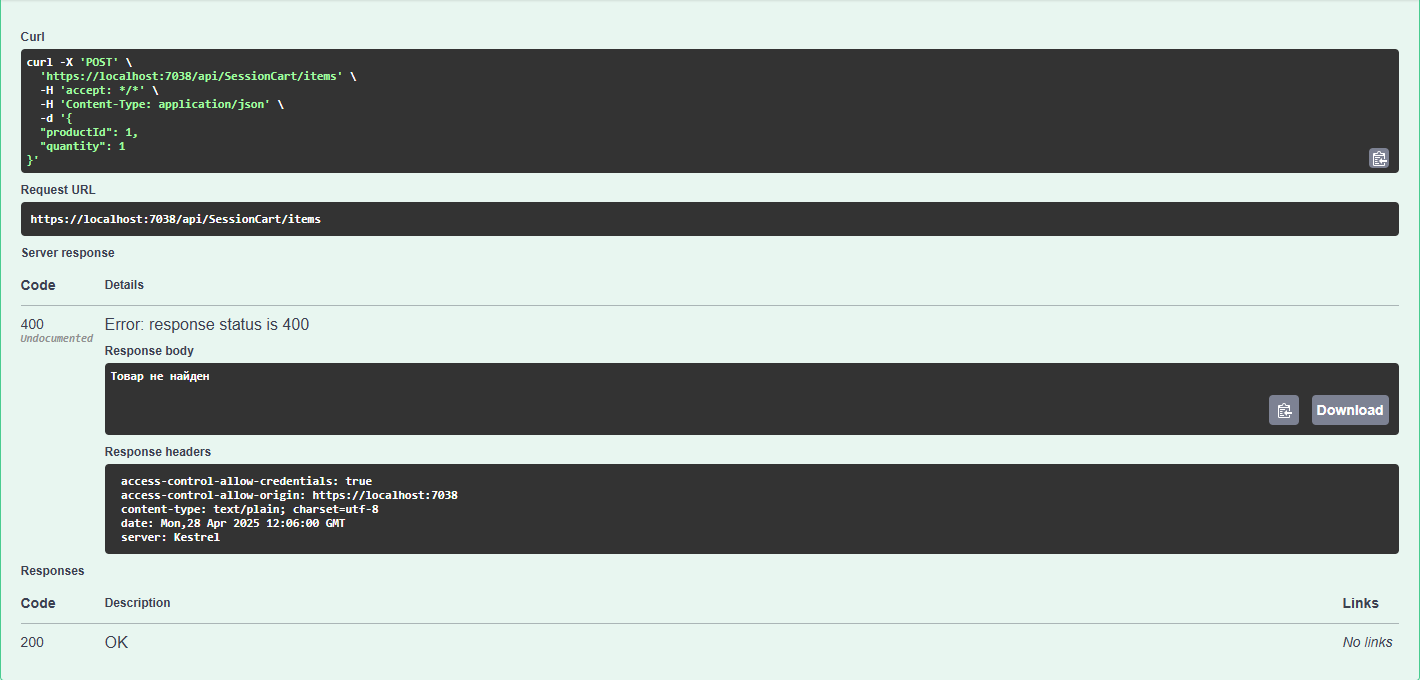 Curl
curl -X 'POST' \
'https://localhost:7038/api/SessionCart/items' \
-H 'accept: */*' \
-H 'Content-Type: application/json' \
-d '{
"productId": 1,
"quantity": 1
}'
Request URL
https://localhost:7038/api/SessionCart/items
Server response
Code Details
400 Error: response status is 400
Undocumented
Response body
Товар не найден
Download
Response headers
access-control-allow-credentials: true
access-control-allow-origin: https://localhost:7038
content-type: text/plain; charset=utf-8
date: Mon,28 Apr 2025 12:06:00 GMT
server: Kestrel
Responses
Code Description Links
200 OK No links